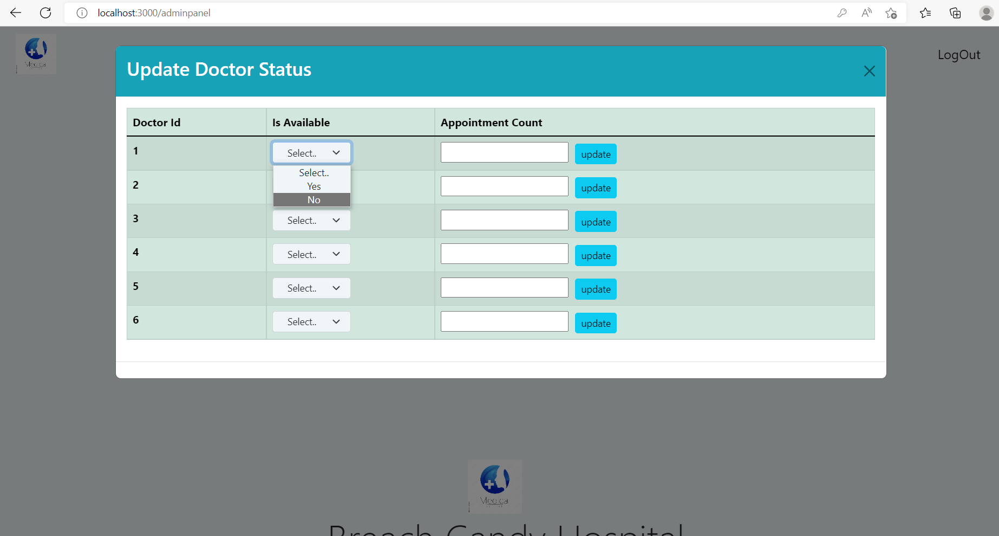 localhost:3000/adminpanel
Medica
LogOut
Update Doctor Status
Doctor Id Is Available Appointment Count
1 Select.. update
Select..
Yes
No
2 update
3 Select.. update
4 Select.. update
5 Select.. update
6 Select.. update
Medica
Breach Candy Hospital